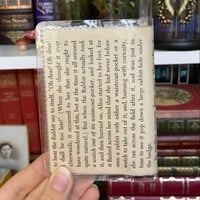 to hear the Rabbit say to itself, "Oh dear! Oh dear!
I shall be too late!" (when she thought it over
afterwards, it occurred to her that she ought to
have wondered at this, but at the time it all seemed
quite natural.) But when the Rabbit actually took
a watch out of its waistcoat-pocket, and looked at
it, and then hurried on, Alice started to her feet, for
it flashed across her mind that she had never before
seen a rabbit with either a waistcoat-pocket or a
watch to take out of it, and, burning with curiosity,
she ran across the field after it, and was just in
time to see it pop down a large rabbit-hole under
the hedge.